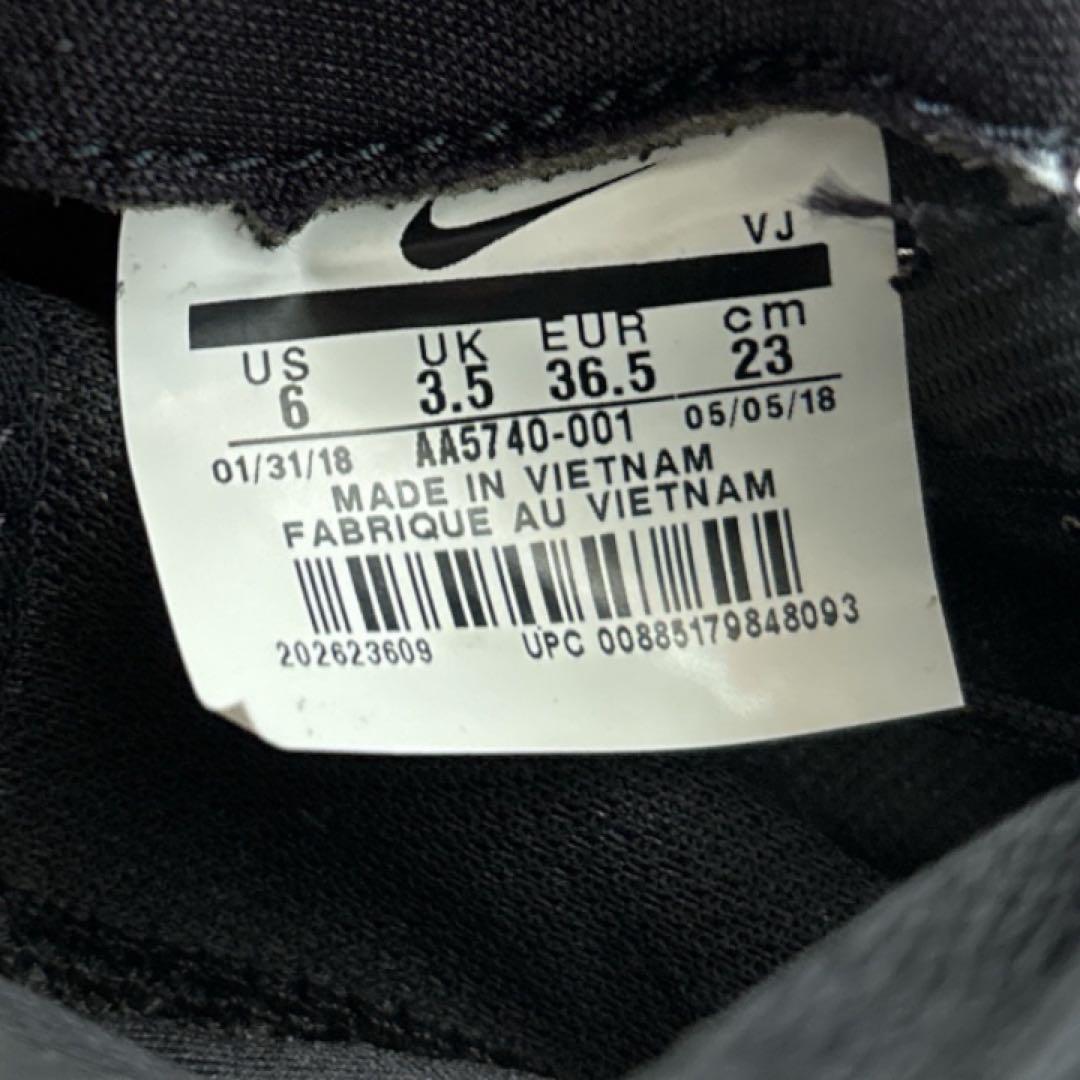 VJ
US UK EUR cm
6 3.5 36.5 23
01/31/18 AA5740-001 05/05/18
MADE IN VIETNAM
FABRIQUE AU VIETNAM
202623609 UPC 00885179848093